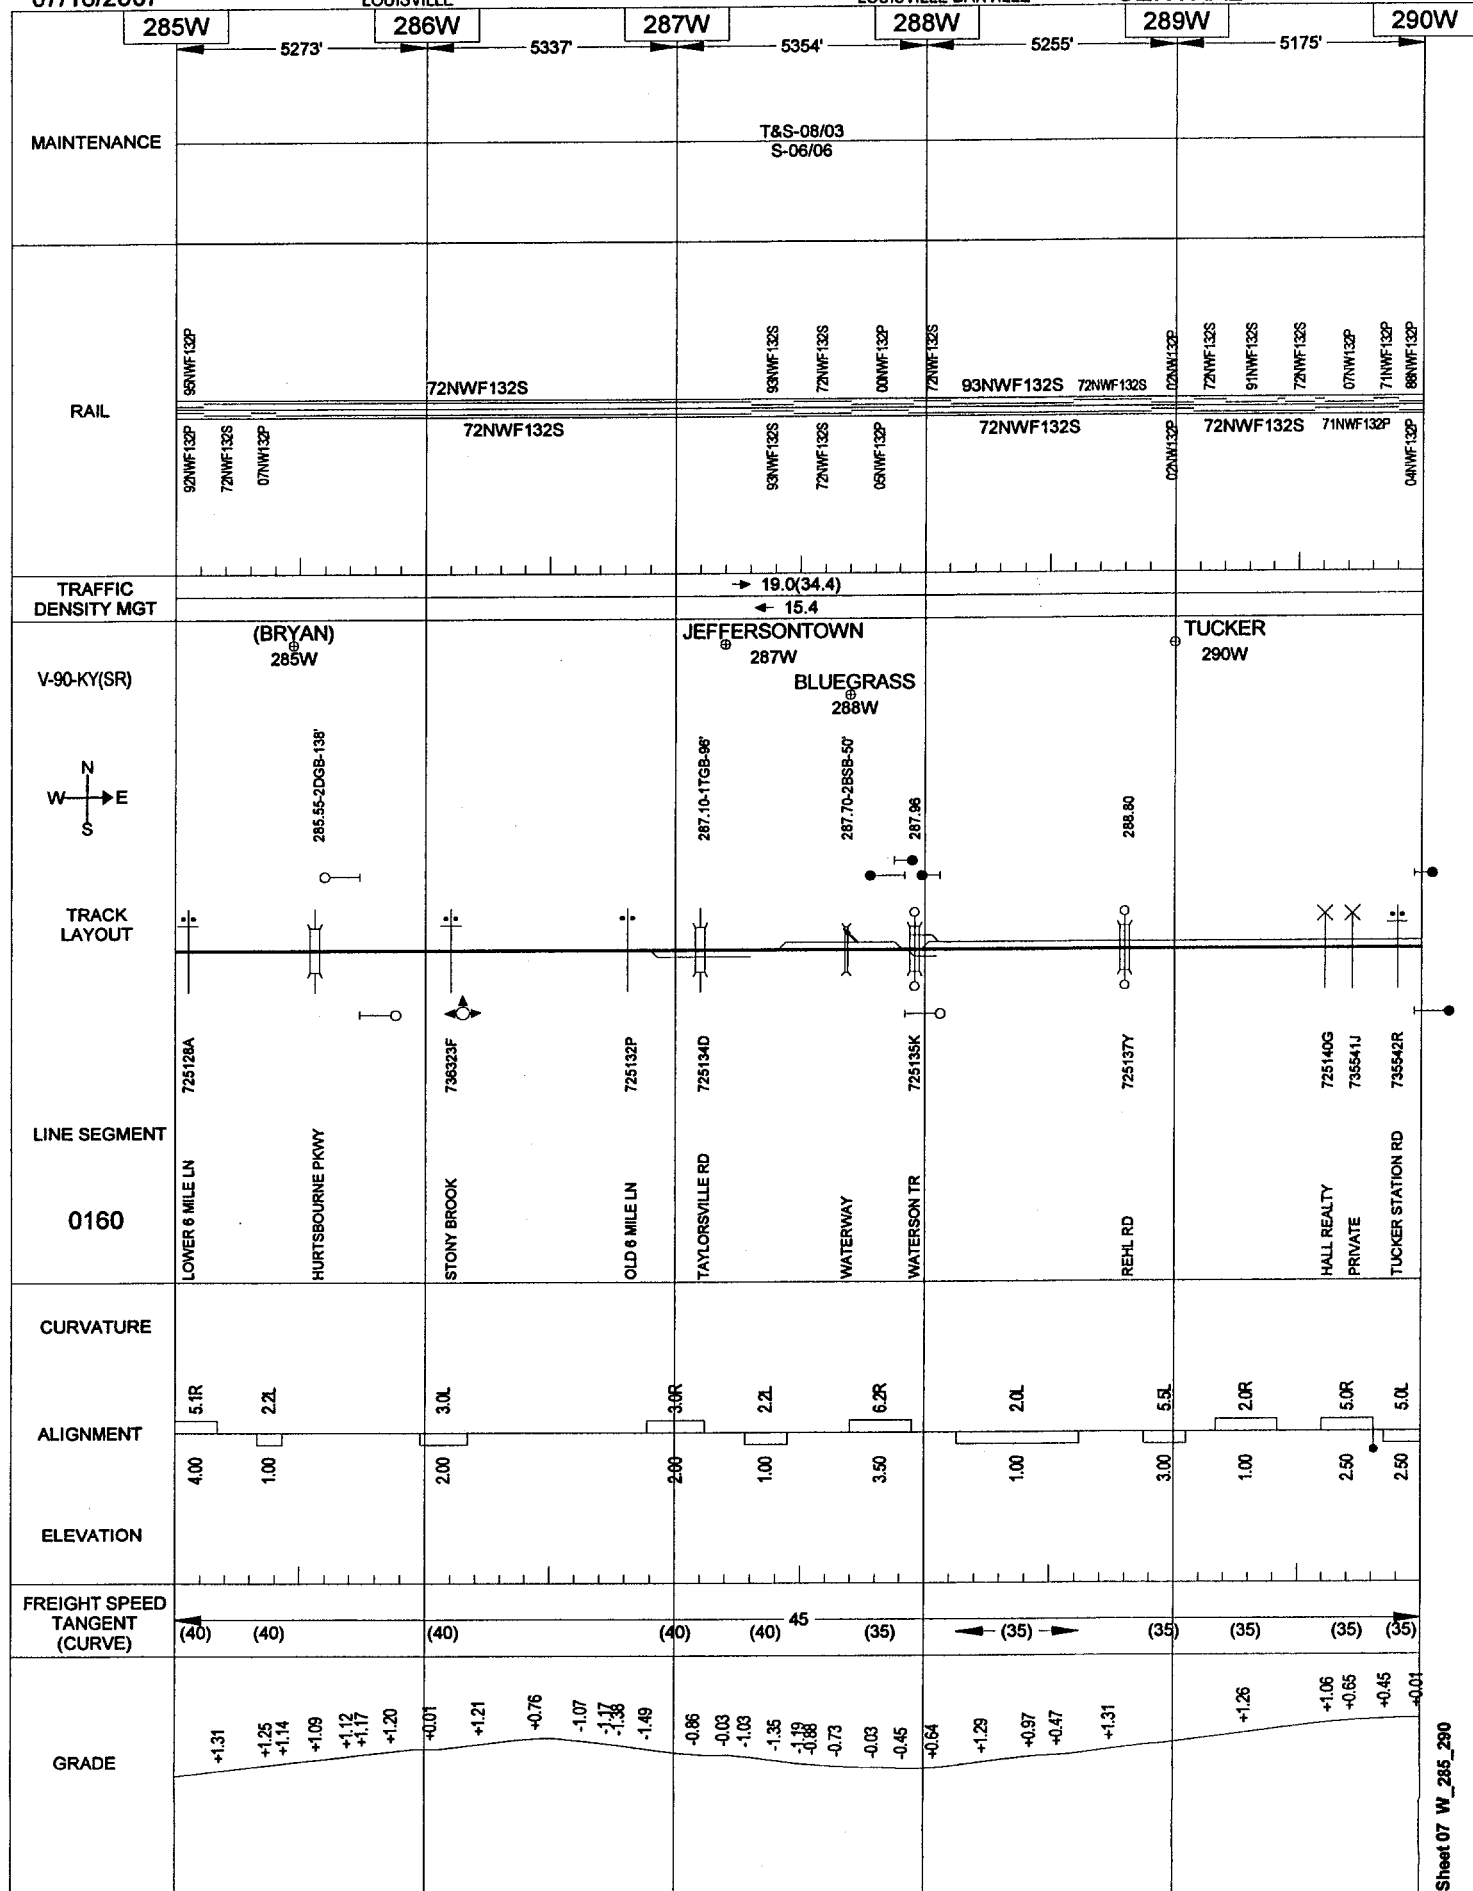 285W 286W 287W 288W 289W 290W
5273' 5337' 5354' 5255' 5175'
MAINTENANCE
T&S-08/03
S-06/06
95NWF132P 93NWF132S 72NWF132S 00NWF132P 72NWF132S 02NW132P 72NWF132S 91NWF132S 72NWF132S 07NW132P 71NWF132P 88NWF132P
72NWF132S 93NWF132S 72NWF132S
RAIL
72NWF132S 72NWF132S 72NWF132S 71NWF132P
92NWF132P 72NWF132S 07NW132P 93NWF132S 72NWF132S 05NWF132P 02NW132P 04NWF132P
TRAFFIC
DENSITY MGT
19.0(34.4)
15.4
(BRYAN)
285W
JEFFERSONTOWN
287W
TUCKER
290W
BLUEGRASS
288W
V-90-KY(SR)
N
W E
S
285.55-2DGB-138' 287.10-1TGB-96' 287.70-2BSB-50' 287.96 288.80
TRACK
LAYOUT
725128A 736323F 725132P 725134D 725135K 725137Y 725140G 735541J 735542R
LINE SEGMENT
0160
LOWER 6 MILE LN HURTSBOURNE PKWY STONY BROOK OLD 6 MILE LN TAYLORSVILLE RD WATERWAY WATERSON TR REHL RD HALL REALTY PRIVATE TUCKER STATION RD
CURVATURE
5.1R 2.2L 3.0L 3.0R 2.2L 6.2R 2.0L 5.5L 2.0R 5.0R 5.0L
ALIGNMENT
4.00 1.00 2.00 2.00 1.00 3.50 1.00 3.00 1.00 2.50 2.50
ELEVATION
FREIGHT SPEED
TANGENT
(CURVE)
45
(40) (40) (40) (40) (40) (35) (35) (35) (35) (35) (35)
GRADE
+1.31 +1.25 +1.14 +1.09 +1.12 +1.17 +1.20 +0.01 +1.21 +0.76 -1.07 -1.17 -1.38 -1.49 -0.86 -0.03 -1.03 -1.35 -1.19 -0.88 -0.73 -0.03 -0.45 +0.64 +1.29 +0.97 +0.47 +1.31 +1.26 +1.06 +0.65 +0.45 +0.01
Sheet 07 W_285_290